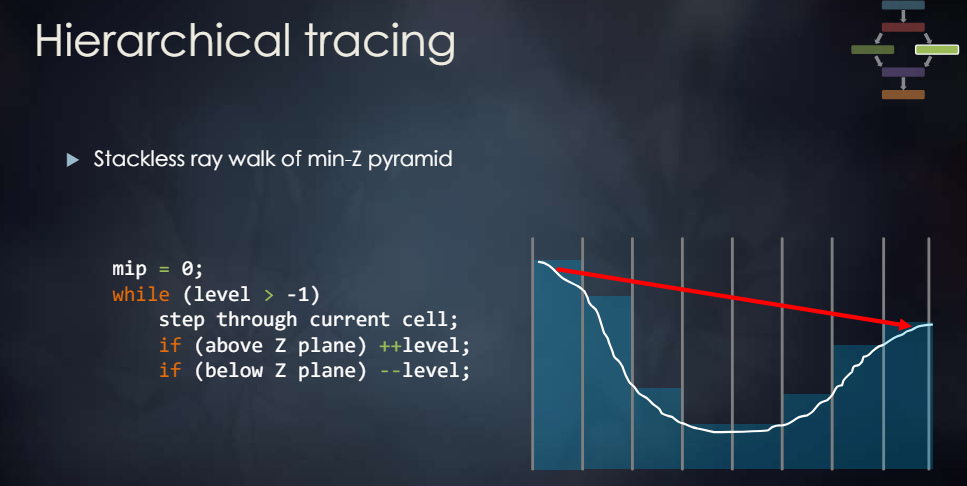 Hierarchical tracing
Stackless ray walk of min-Z pyramid
mip = 0;
while (level > -1)
    step through current cell;
    if (above Z plane) ++level;
    if (below Z plane) --level;